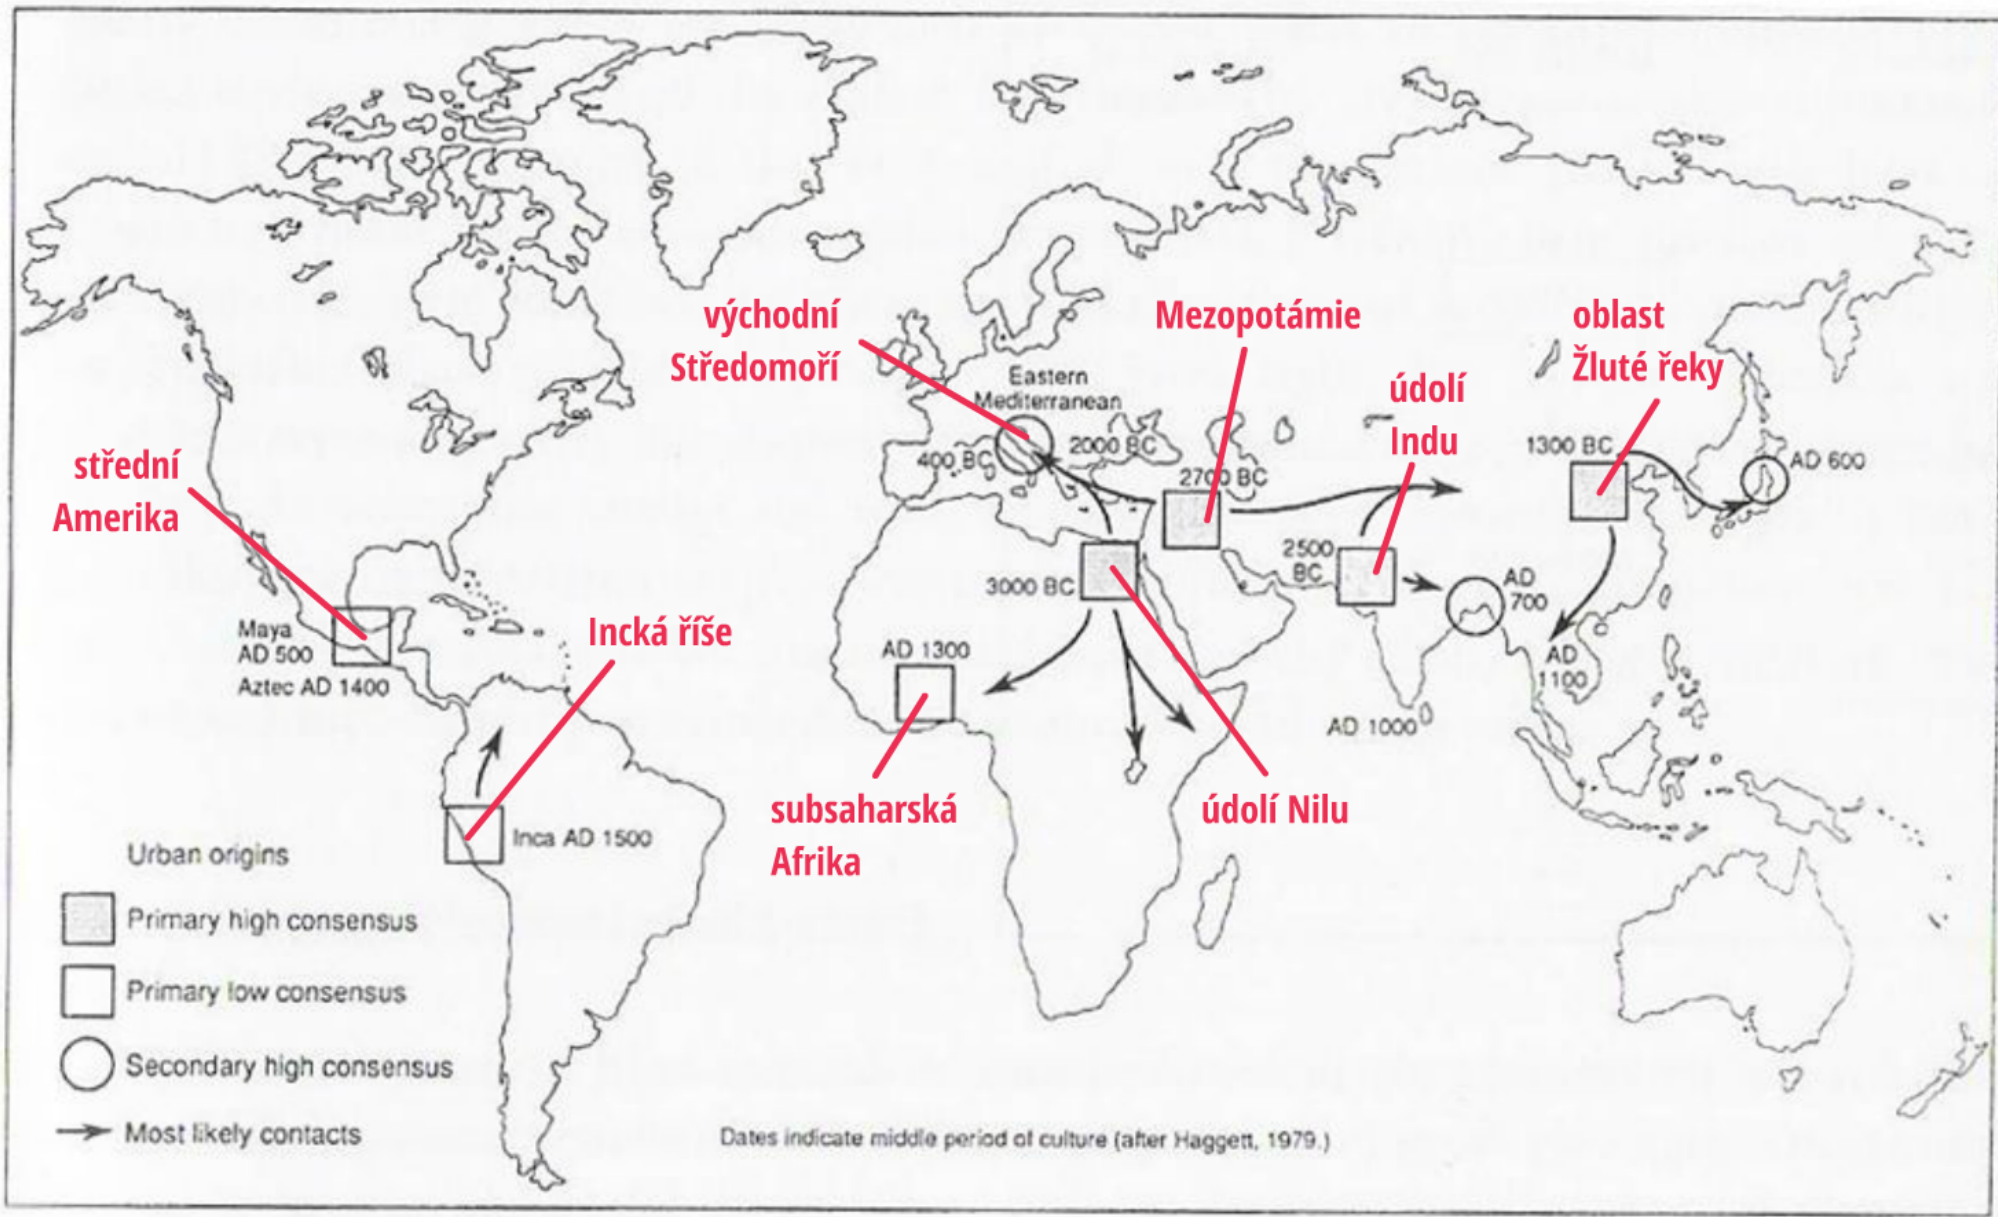 východní
Středomoří
Mezopotámie
oblast
Žluté řeky
údolí
Indu
Eastern
Mediterranean
2000 BC
400 BC
2700 BC
1300 BC
AD 600
střední
Amerika
2500
BC
3000 BC
AD
700
Maya
AD 500
Aztec AD 1400
Incká říše
AD 1300
AD
1100
AD 1000
subsaharská
Afrika
údolí Nilu
Inca AD 1500
Urban origins
Primary high consensus
Primary low consensus
Secondary high consensus
Most likely contacts
Dates indicate middle period of culture (after Haggett, 1979.)